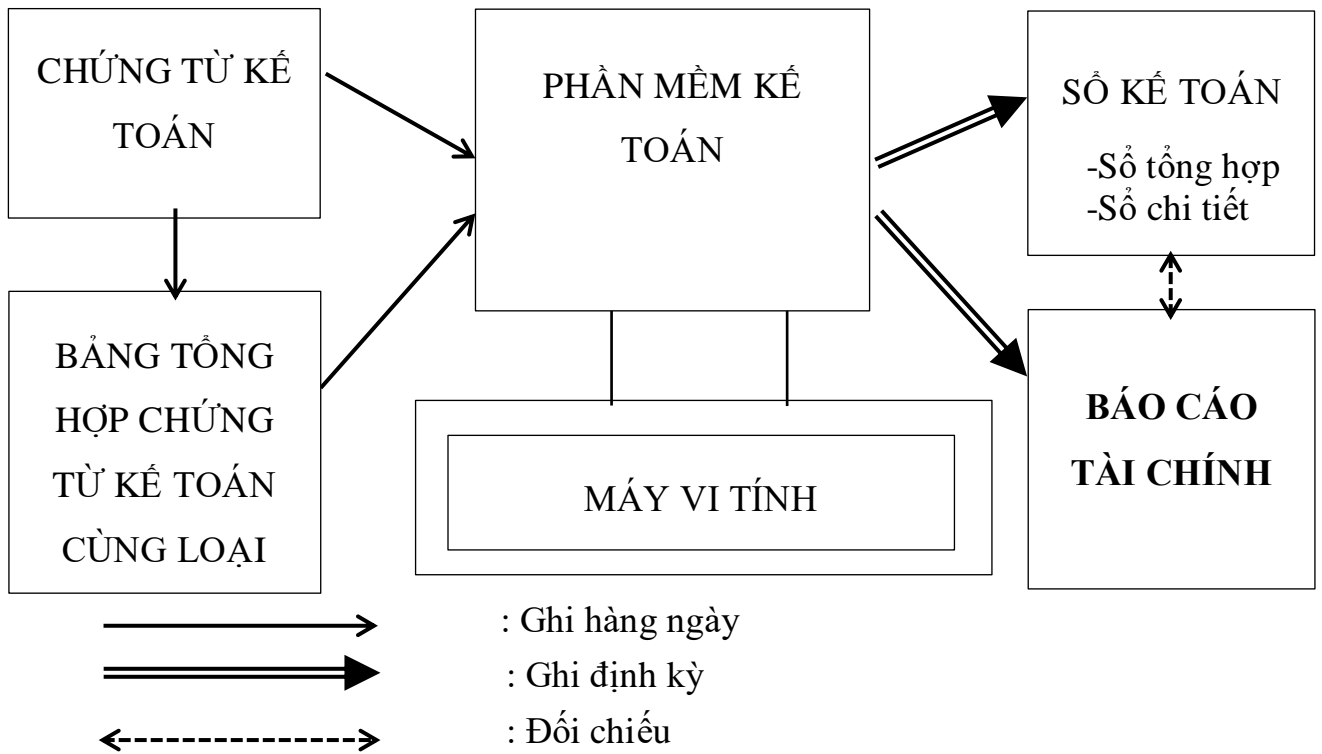 CHỨNG TỪ KẾ
TOÁN
PHẦN MỀM KẾ
TOÁN
SỔ KẾ TOÁN
-Sổ tổng hợp
-Sổ chi tiết
BẢNG TỔNG
HỢP CHỨNG
TỪ KẾ TOÁN
CÙNG LOẠI
MÁY VI TÍNH
BÁO CÁO
TÀI CHÍNH
: Ghi hàng ngày
: Ghi định kỳ
: Đối chiếu